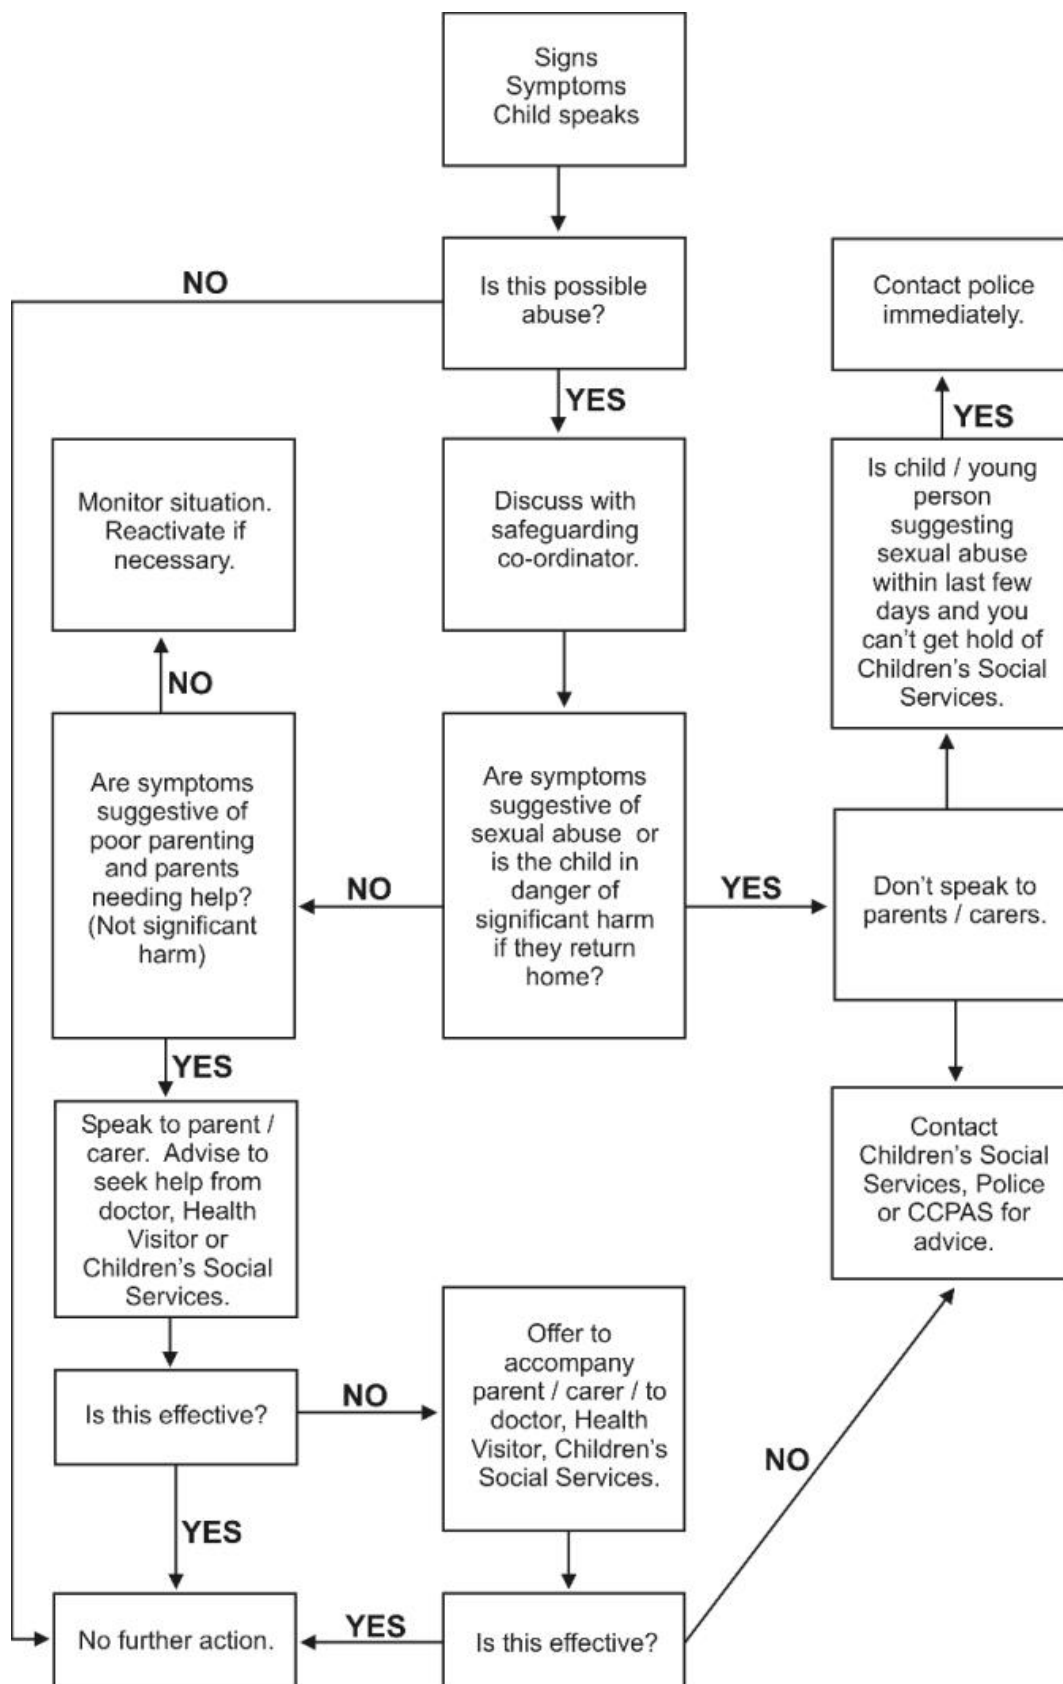 Signs
Symptoms
Child speaks
NO
Is this possible
abuse?
Contact police
immediately.
YES
YES
Monitor situation.
Reactivate if
necessary.
Discuss with
safeguarding
co-ordinator.
Is child / young
person
suggesting
sexual abuse
within last few
days and you
can't get hold of
Children's Social
Services.
NO
Are symptoms
suggestive of
poor parenting
and parents
needing help?
(Not significant
harm)
NO
Are symptoms
suggestive of
sexual abuse or
is the child in
danger of
significant harm
if they return
home?
YES
Don't speak to
parents / carers.
YES
Speak to parent /
carer. Advise to
seek help from
doctor, Health
Visitor or
Children's Social
Services.
Contact
Children's Social
Services, Police
or CCPAS for
advice.
Is this effective?
NO
Offer to
accompany
parent / carer / to
doctor, Health
Visitor, Children's
Social Services.
NO
YES
No further action.
YES
Is this effective?